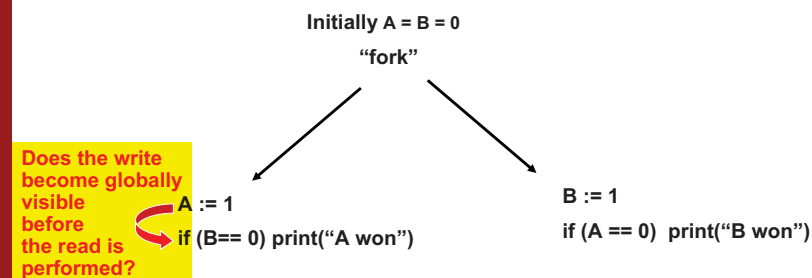 Initially A = B = 0
“fork”
Does the write
become globally
visible
before
the read is
performed?
A := 1
if (B== 0) print(“A won”)
B := 1
if (A == 0)  print(“B won”)